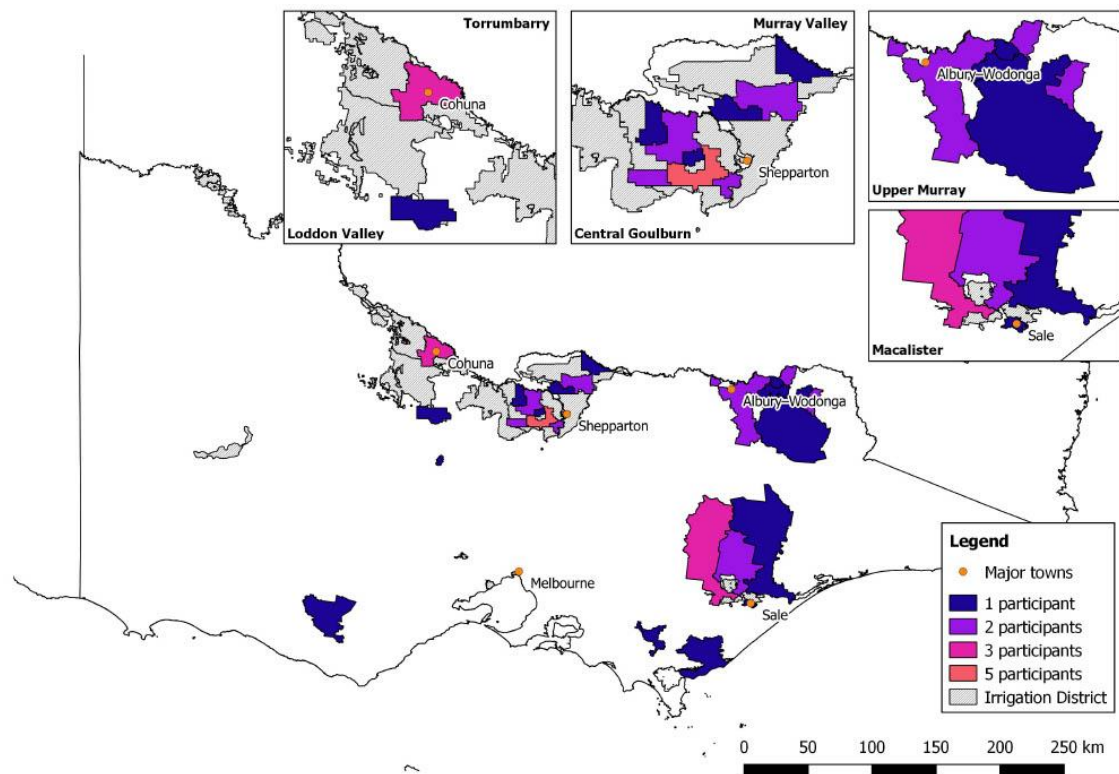 Torrumbarry
Cohuna
Loddon Valley
Murray Valley
Shepparton
Central Goulburn
Albury-Wodonga
Upper Murray
Sale
Macalister
Cohuna
Shepparton
Albury-Wodonga
Melbourne
Sale
Legend
Major towns
1 participant
2 participants
3 participants
5 participants
Irrigation District
0 50 100 150 200 250 km